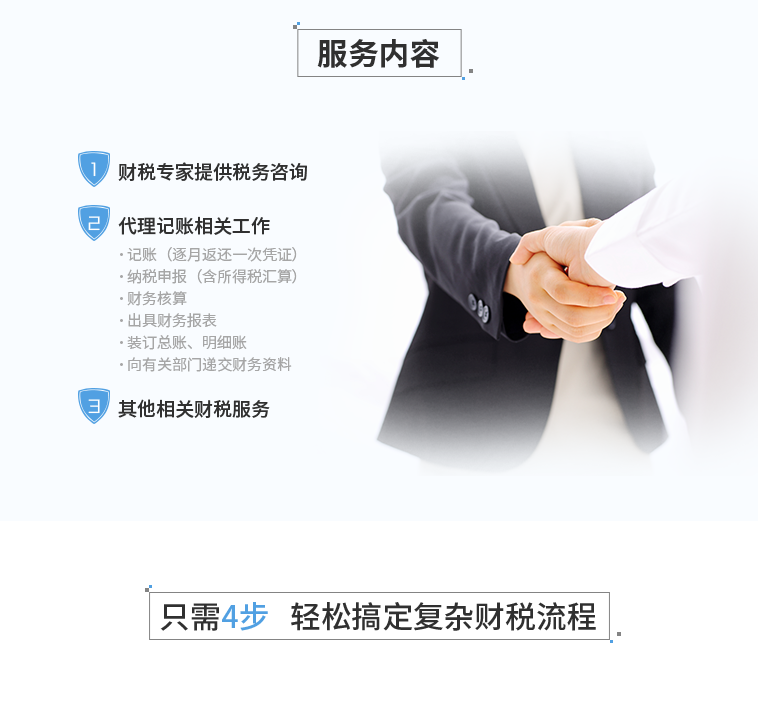 服务内容
1 财税专家提供税务咨询
2 代理记账相关工作
· 记账（逐月返还一次凭证）
· 纳税申报（含所得税汇算）
· 财务核算
· 出具财务报表
· 装订总账、明细账
· 向有关部门递交财务资料
3 其他相关财税服务
只需4步 轻松搞定复杂财税流程